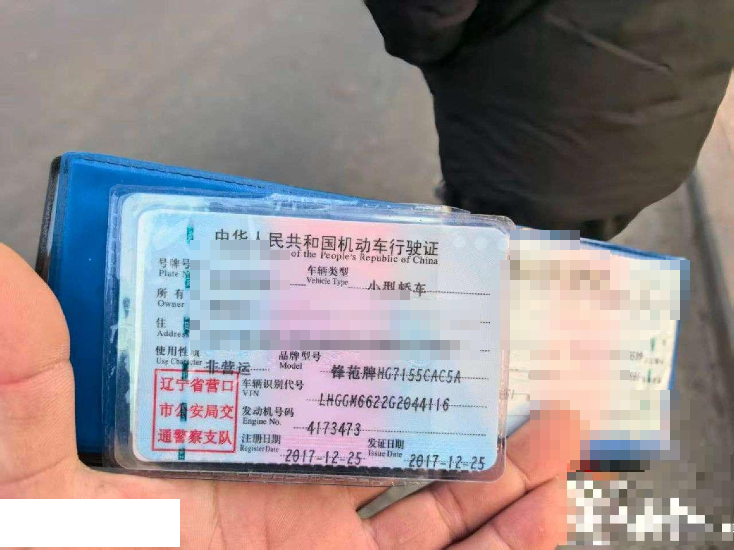 中华人民共和国机动车行驶证
of the People's Republic of China
号牌号
Plate
车辆类型
Vehicle Type
小型轿车
所有
Owner
住
Address
使用性质
Use Character
非营运
品牌型号
Model
锋范牌HG7155CAC5A
辽宁省营口
市公安局交
通警察支队
车辆识别代号
VIN
LHGGM6622G2044116
发动机号码
Engine No.
4173473
注册日期
Register Date
2017-12-25
发证日期
Issue Date
2017-12-25